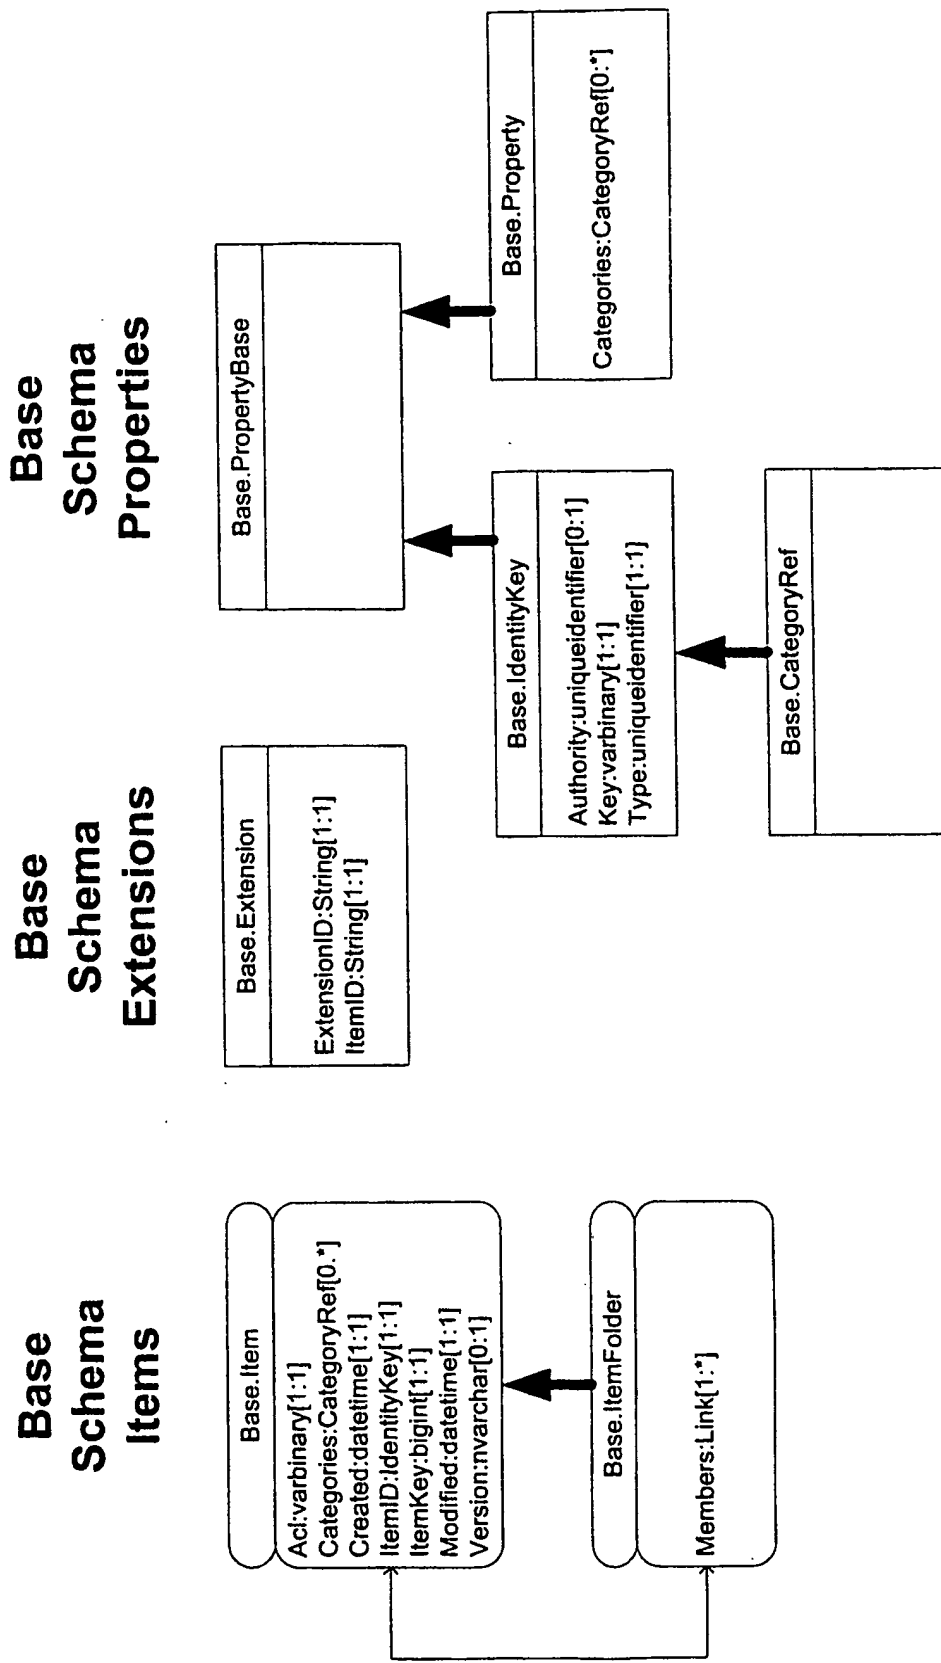 Base
Schema
Items
Base.Item
Acl:varbinary[1:1]
Categories:CategoryRef[0.*]
Created:datetime[1:1]
ItemID:IdentityKey[1:1]
ItemKey:bigint[1:1]
Modified:datetime[1:1]
Version:nvarchar[0:1]
Base.ItemFolder
Members:Link[1:*]
Base
Schema
Extensions
Base.Extension
ExtensionID:String[1:1]
ItemID:String[1:1]
Base
Schema
Properties
Base.PropertyBase
Base.IdentityKey
Authority:uniqueidentifier[0:1]
Key:varbinary[1:1]
Type:uniqueidentifier[1:1]
Base.Property
Categories:CategoryRef[0:*]
Base.CategoryRef